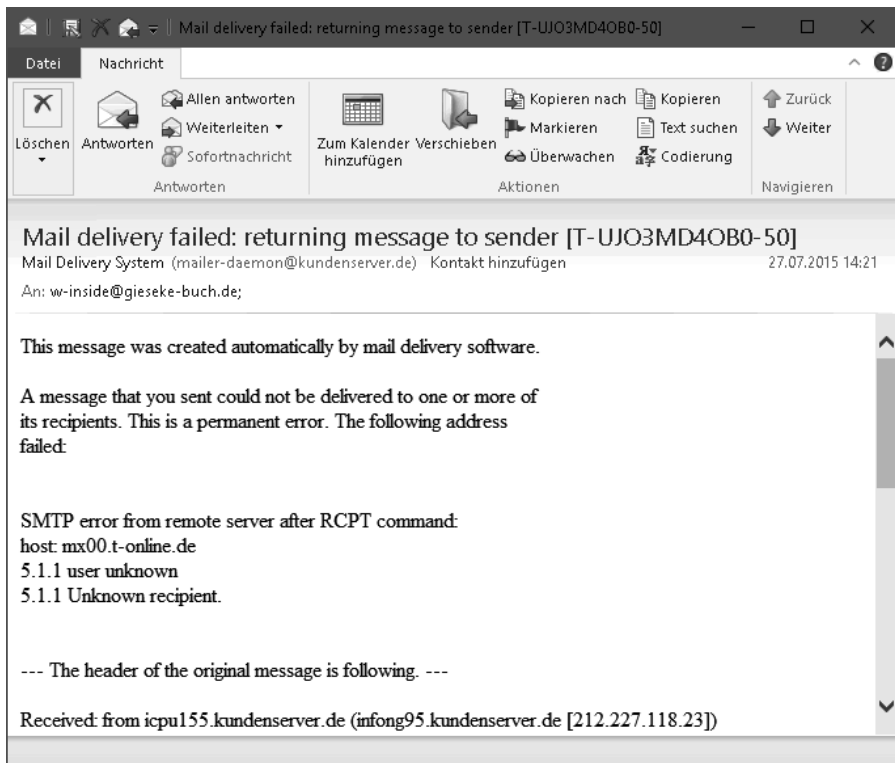 Mail delivery failed: returning message to sender [T-UJO3MD4OB0-50]
Datei Nachricht
Löschen
Antworten
Allen antworten
Weiterleiten
Sofortnachricht
Antworten
Zum Kalender hinzufügen
Verschieben
Kopieren nach
Markieren
Überwachen
Kopieren
Text suchen
Codierung
Aktionen
Zurück
Weiter
Navigieren
Mail delivery failed: returning message to sender [T-UJO3MD4OB0-50]
Mail Delivery System (mailer-daemon@kundenserver.de) Kontakt hinzufügen 27.07.2015 14:21
An: w-inside@gieseke-buch.de;
This message was created automatically by mail delivery software.
A message that you sent could not be delivered to one or more of
its recipients. This is a permanent error. The following address
failed:
SMTP error from remote server after RCPT command:
host: mx00.t-online.de
5.1.1 user unknown
5.1.1 Unknown recipient.
--- The header of the original message is following. ---
Received: from icpu155.kundenserver.de (infong95.kundenserver.de [212.227.118.23])